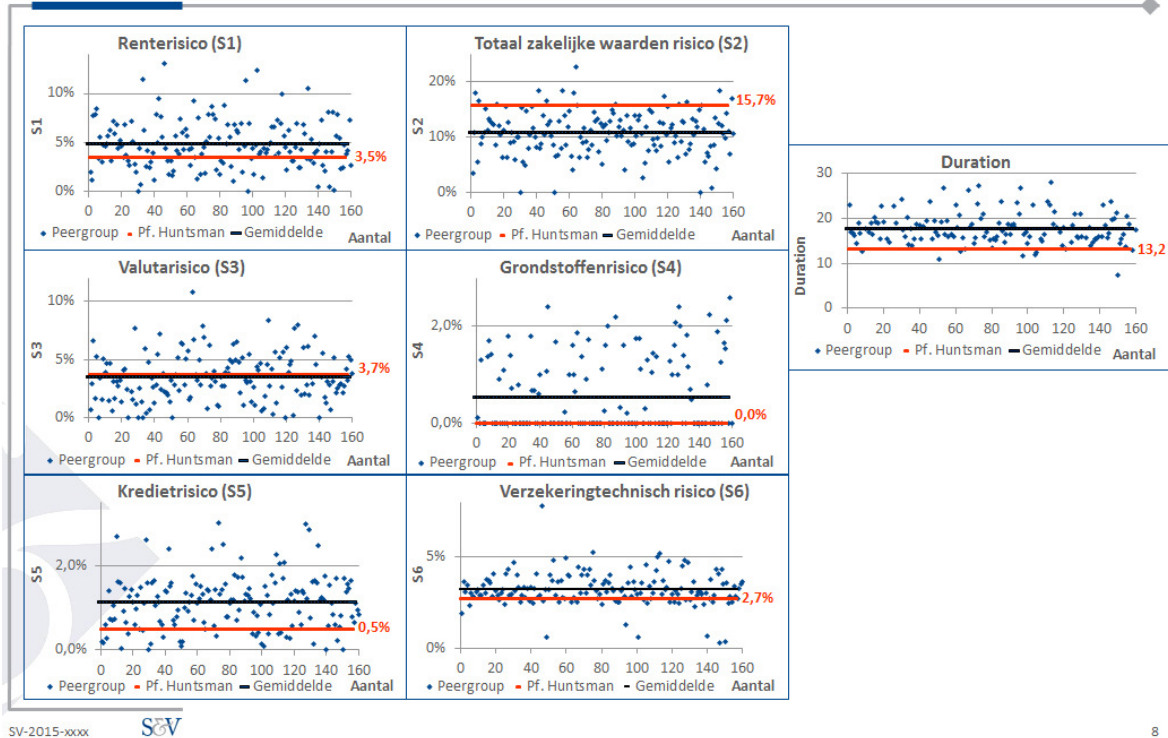 Renterisico (S1)
10%
5%
0%
S1
3,5%
0 20 40 60 80 100 120 140 160
Peergroup Pf. Huntsman Gemiddelde Aantal
Totaal zakelijke waarden risico (S2)
20%
10%
0%
S2
15,7%
0 20 40 60 80 100 120 140 160
Peergroup Pf. Huntsman Gemiddelde Aantal
Valutarisico (S3)
10%
5%
0%
S3
3,7%
0 20 40 60 80 100 120 140 160
Peergroup Pf. Huntsman Gemiddelde Aantal
Grondstoffenrisico (S4)
2,0%
0,0%
S4
0,0%
0 20 40 60 80 100 120 140 160
Peergroup Pf. Huntsman Gemiddelde Aantal
Duration
30
20
10
0
Duration
13,2
0 20 40 60 80 100 120 140 160
Peergroup Pf. Huntsman Gemiddelde Aantal
Kredietrisico (S5)
2,0%
0,0%
S5
0,5%
0 20 40 60 80 100 120 140 160
Peergroup Pf. Huntsman Gemiddelde Aantal
Verzekeringtechnisch risico (S6)
5%
0%
S6
2,7%
0 20 40 60 80 100 120 140 160
Peergroup Pf. Huntsman Gemiddelde Aantal
SV-2015-xxxx
S&V
8